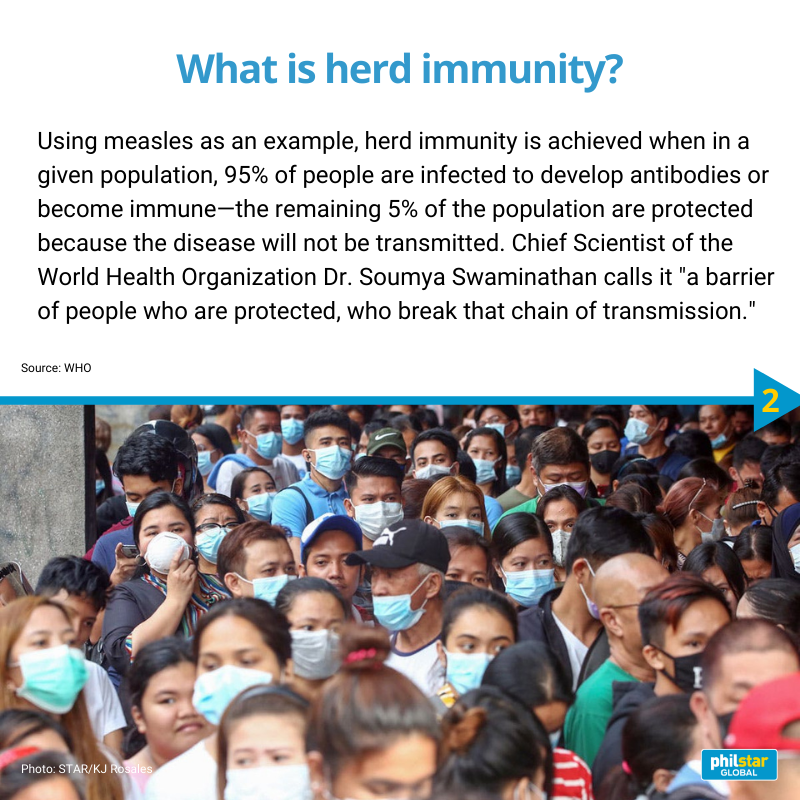 What is herd immunity?
Using measles as an example, herd immunity is achieved when in a
given population, 95% of people are infected to develop antibodies or
become immune—the remaining 5% of the population are protected
because the disease will not be transmitted. Chief Scientist of the
World Health Organization Dr. Soumya Swaminathan calls it "a barrier
of people who are protected, who break that chain of transmission."
Source: WHO
2
Photo: STAR/KJ Rosales
philstar
GLOBAL